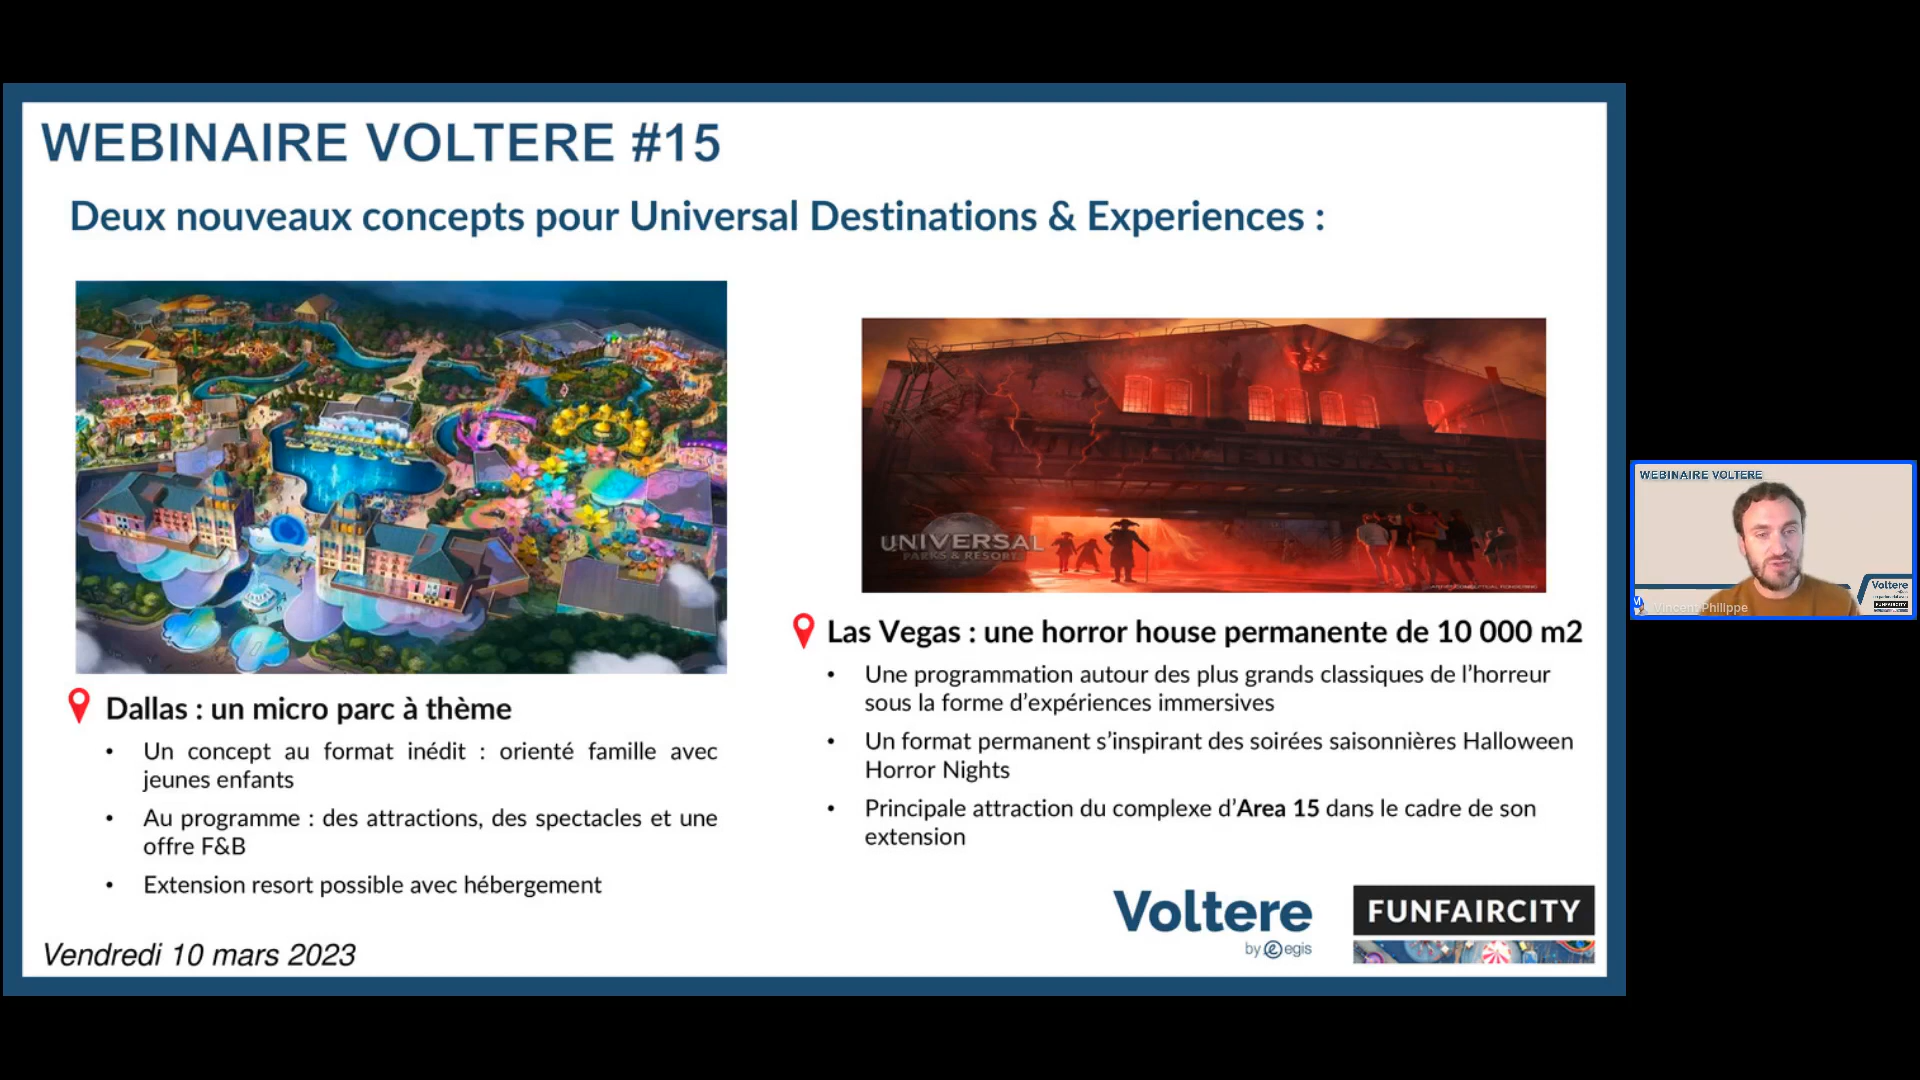 WEBINAIRE VOLTERE #15
Deux nouveaux concepts pour Universal Destinations & Experiences :
UNIVERSAL
PARKS & RESORTS
Dallas : un micro parc à thème
• Un concept au format inédit : orienté famille avec
jeunes enfants
• Au programme : des attractions, des spectacles et une
offre F&B
• Extension resort possible avec hébergement
Las Vegas : une horror house permanente de 10 000 m2
• Une programmation autour des plus grands classiques de l’horreur
sous la forme d’expériences immersives
• Un format permanent s’inspirant des soirées saisonnières Halloween
Horror Nights
• Principale attraction du complexe d’Area 15 dans le cadre de son
extension
Vendredi 10 mars 2023
Voltere
by egis
FUNFAIRCITY
WEBINAIRE VOLTERE
Vincent Philippe
Voltere
FUNFAIRCITY